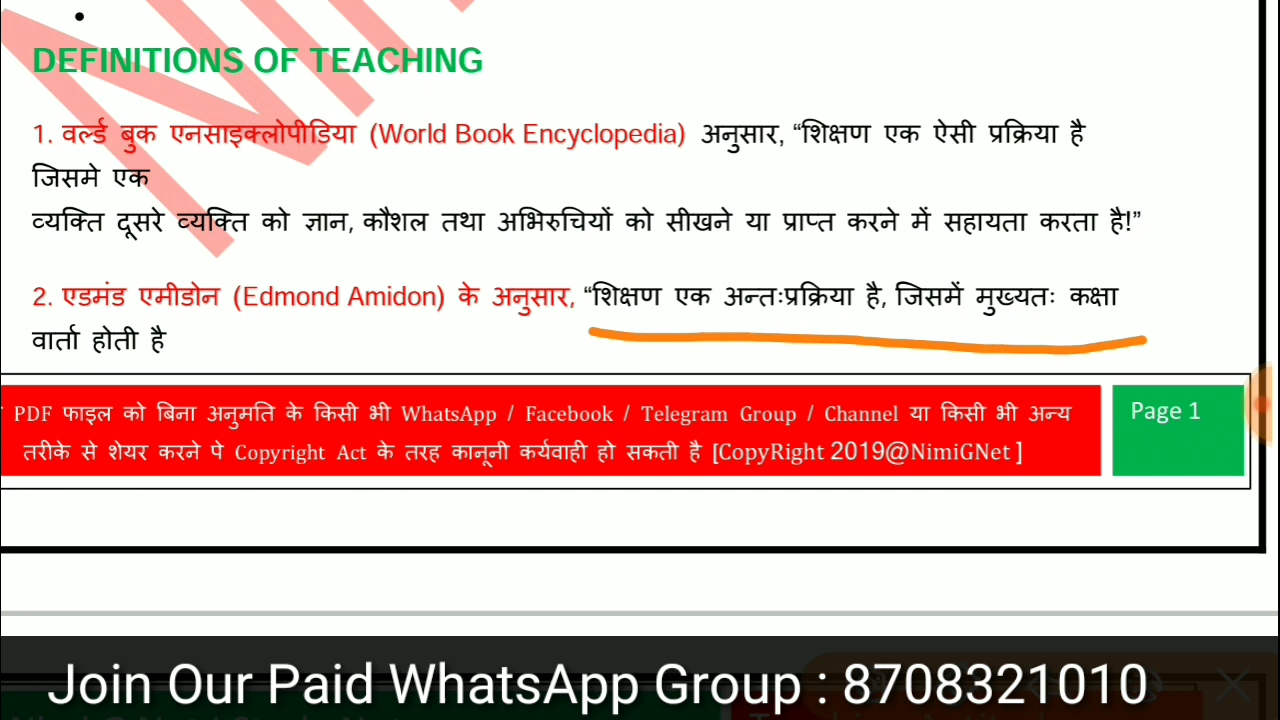 DEFINITIONS OF TEACHING
1. वर्ल्ड बुक एनसाइक्लोपीडिया (World Book Encyclopedia) अनुसार, “शिक्षण एक ऐसी प्रक्रिया है
जिसमे एक
व्यक्ति दूसरे व्यक्ति को ज्ञान, कौशल तथा अभिरुचियों को सीखने या प्राप्त करने में सहायता करता है!”
2. एडमंड एमीडोन (Edmond Amidon) के अनुसार, “शिक्षण एक अन्तःप्रक्रिया है, जिसमें मुख्यतः कक्षा
वार्ता होती है
PDF फाइल को बिना अनुमति के किसी भी WhatsApp / Facebook / Telegram Group / Channel या किसी भी अन्य
तरीके से शेयर करने पे Copyright Act के तरह कानूनी कर्यवाही हो सकती है [CopyRight 2019@NimiGNet ]
Page 1
Join Our Paid WhatsApp Group : 8708321010